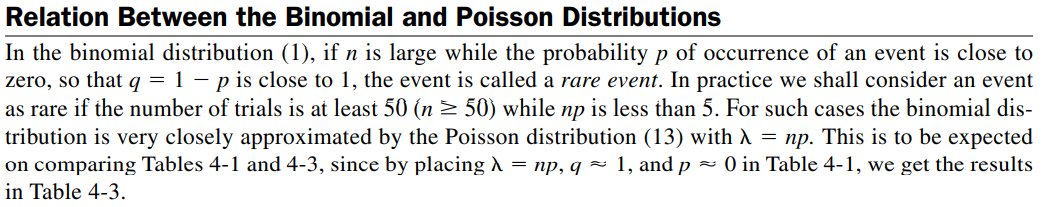 Relation Between the Binomial and Poisson Distributions
In the binomial distribution (1), if n is large while the probability p of occurrence of an event is close to
zero, so that q = 1 − p is close to 1, the event is called a rare event. In practice we shall consider an event
as rare if the number of trials is at least 50 (n ≥ 50) while np is less than 5. For such cases the binomial dis-
tribution is very closely approximated by the Poisson distribution (13) with λ = np. This is to be expected
on comparing Tables 4-1 and 4-3, since by placing λ = np, q ≈ 1, and p ≈ 0 in Table 4-1, we get the results
in Table 4-3.